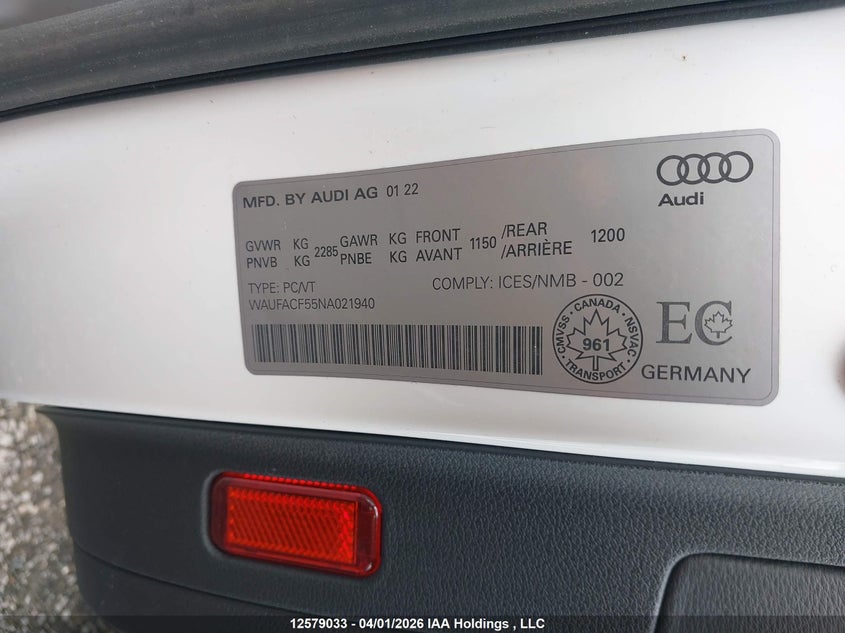 MFD. BY AUDI AG 01 22
Audi
GVWR KG 2285 GAWR KG FRONT 1150 /REAR 1200
PNVB KG PNBE KG AVANT /ARRIÈRE
TYPE: PC/VT COMPLY: ICES/NMB - 002
WAUFACF55NA021940
CMVSS - CANADA - NSVAC
961
TRANSPORT
EC
GERMANY
12579033 - 04/01/2026 IAA Holdings , LLC